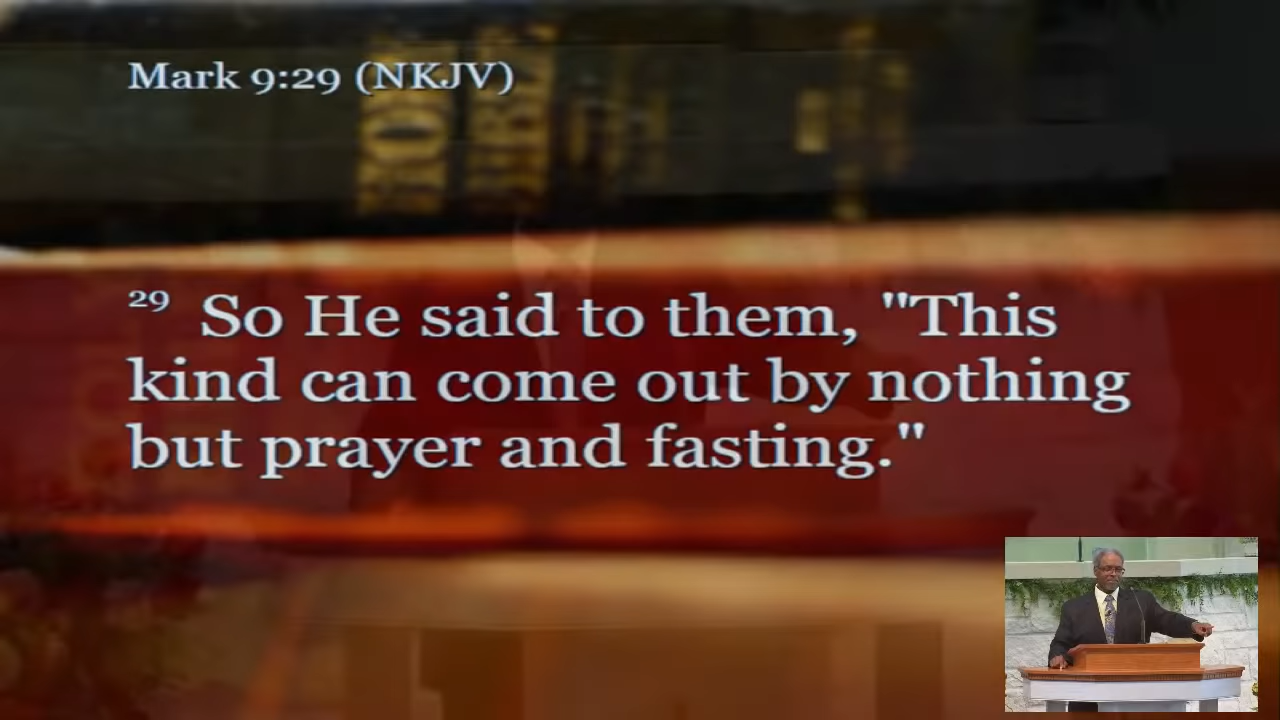 Mark 9:29 (NKJV)
29 So He said to them, "This
kind can come out by nothing
but prayer and fasting."